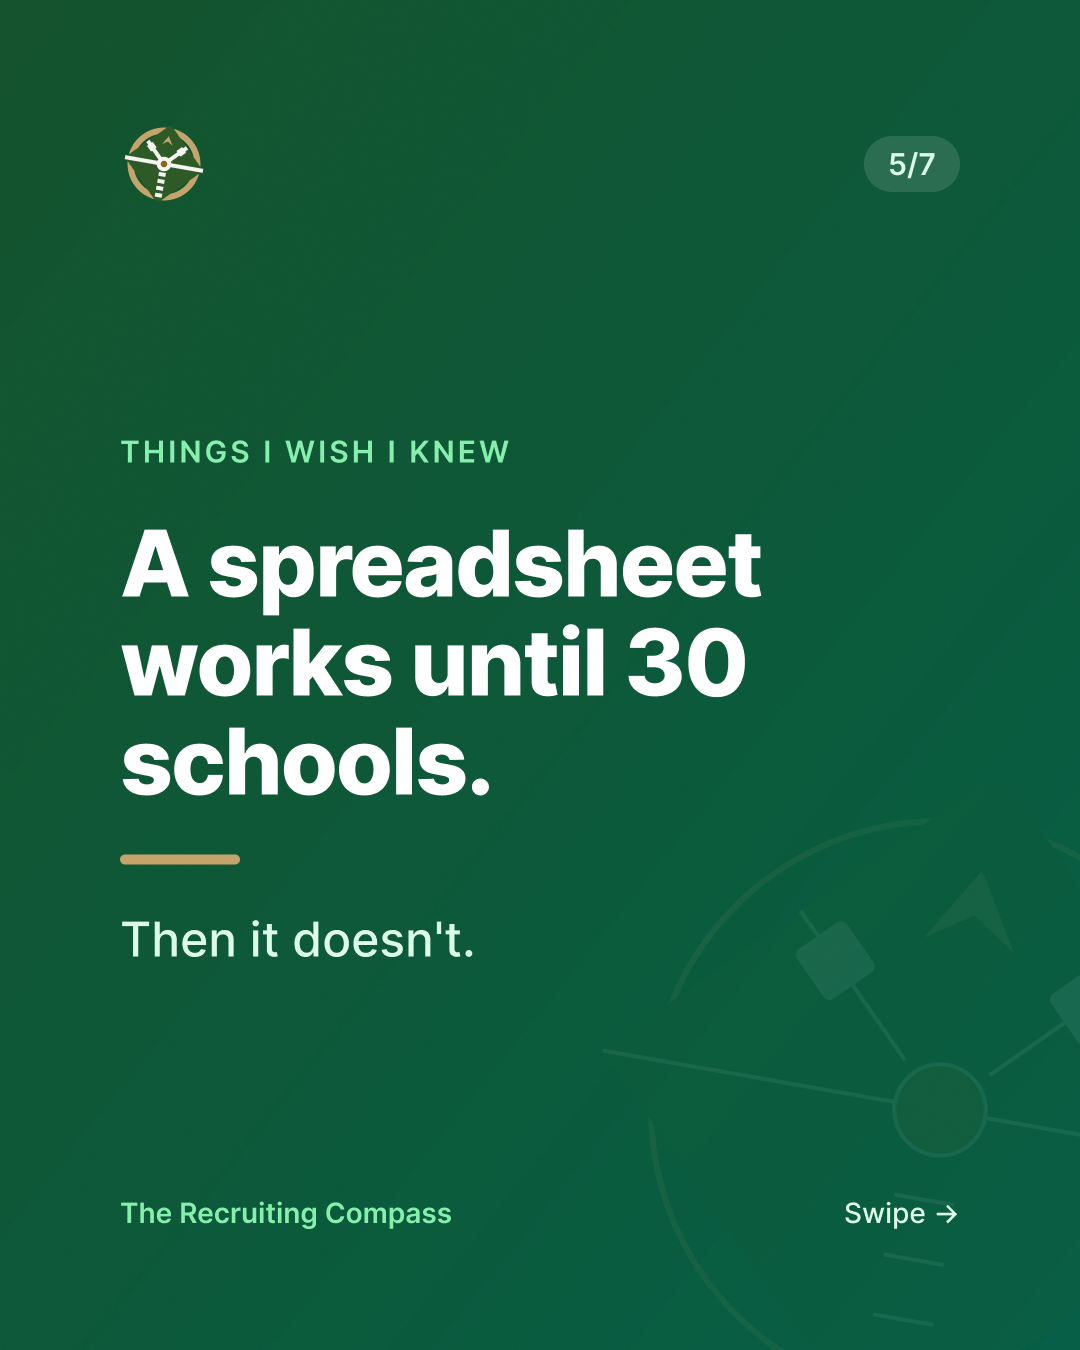 5/7
THINGS I WISH I KNEW
A spreadsheet
works until 30
schools.
Then it doesn't.
The Recruiting Compass
Swipe →